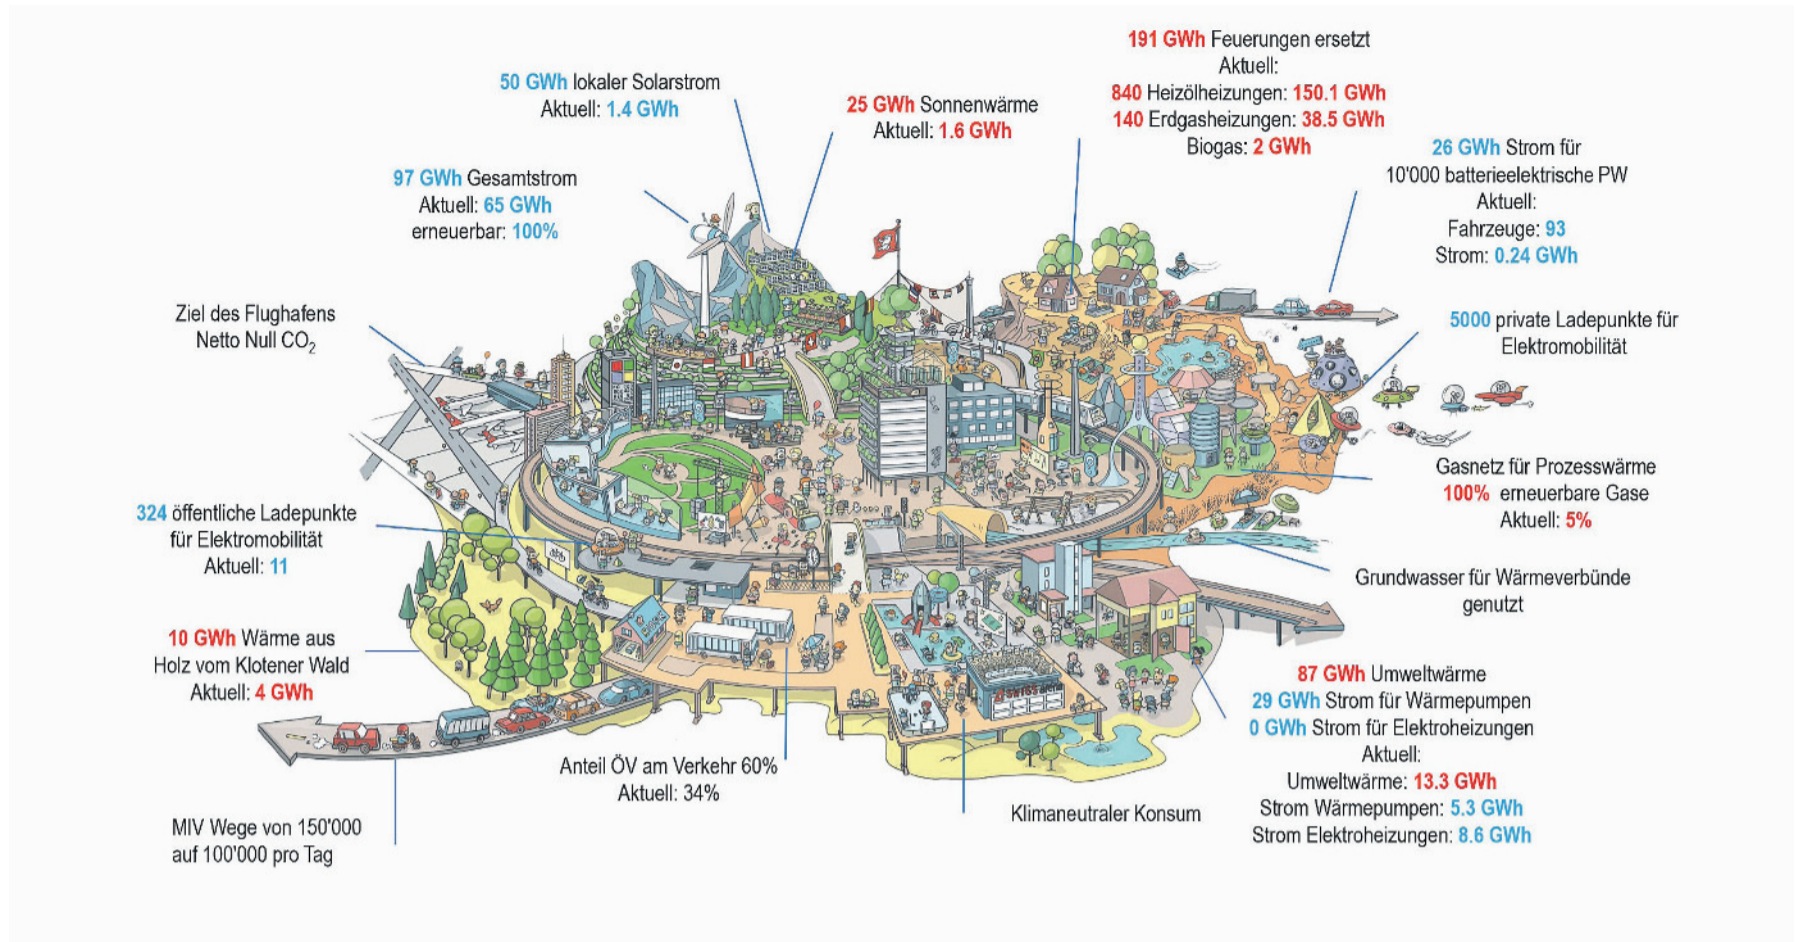 191 GWh Feuerungen ersetzt
Aktuell:
840 Heizölheizungen: 150.1 GWh
140 Erdgasheizungen: 38.5 GWh
Biogas: 2 GWh
50 GWh lokaler Solarstrom
Aktuell: 1.4 GWh
25 GWh Sonnenwärme
Aktuell: 1.6 GWh
26 GWh Strom für
10'000 batterieelektrische PW
Aktuell:
Fahrzeuge: 93
Strom: 0.24 GWh
97 GWh Gesamtstrom
Aktuell: 65 GWh
erneuerbar: 100%
Ziel des Flughafens
Netto Null CO₂
5000 private Ladepunkte für
Elektromobilität
Gasnetz für Prozesswärme
100% erneuerbare Gase
Aktuell: 5%
324 öffentliche Ladepunkte
für Elektromobilität
Aktuell: 11
Grundwasser für Wärmeverbünde
genutzt
10 GWh Wärme aus
Holz vom Klotener Wald
Aktuell: 4 GWh
87 GWh Umweltwärme
29 GWh Strom für Wärmepumpen
0 GWh Strom für Elektroheizungen
Aktuell:
Umweltwärme: 13.3 GWh
Strom Wärmepumpen: 5.3 GWh
Strom Elektroheizungen: 8.6 GWh
Anteil ÖV am Verkehr 60%
Aktuell: 34%
Klimaneutraler Konsum
MIV Wege von 150'000
auf 100'000 pro Tag